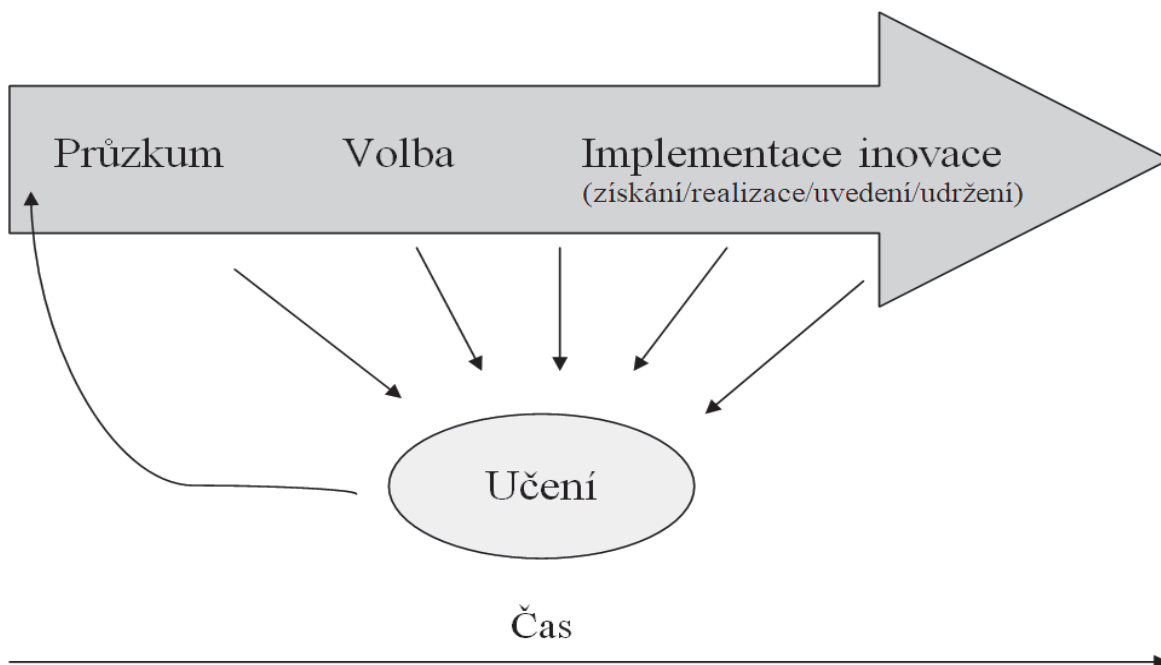 Průzkum
Volba
Implementace inovace
(získání/realizace/uvedení/udržení)
Učení
Čas